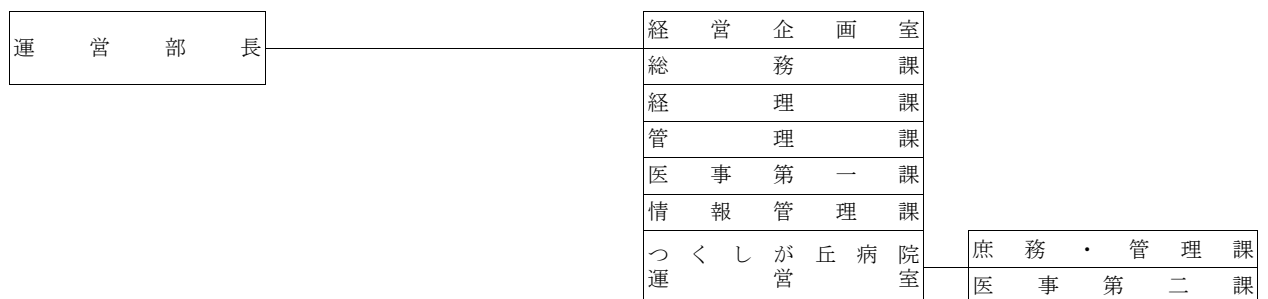 運営部長
経営企画室
総務課
経理課
管理課
医事第一課
情報管理課
つくしが丘病院
運営室
庶務・管理課
医事第二課